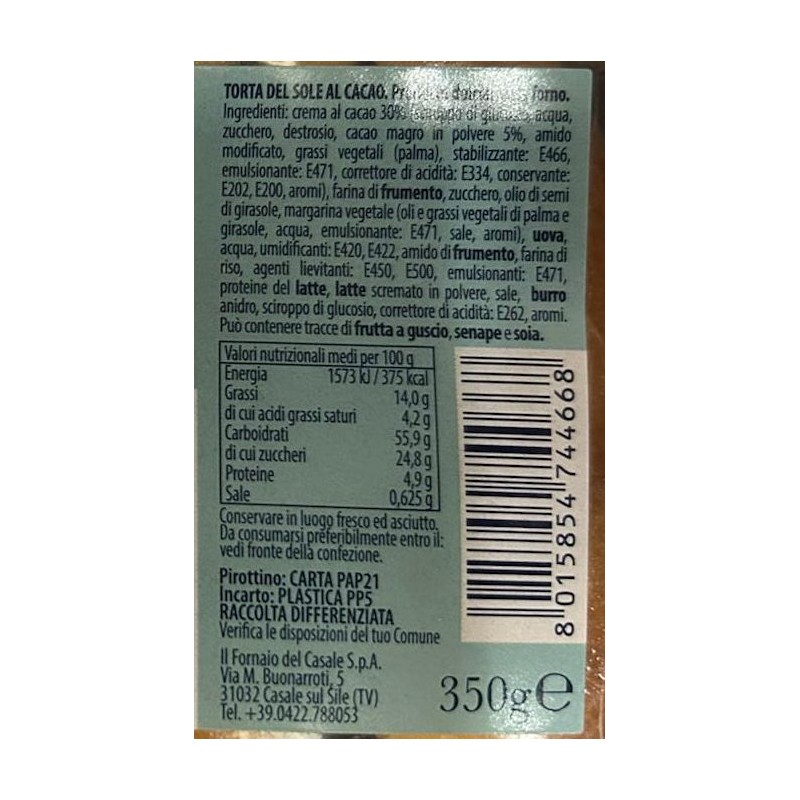 TORTA DEL SOLE AL CACAO. forno.
Ingredienti: crema al cacao 30% (sciroppo di glucosio, acqua,
zucchero, destrosio, cacao magro in polvere 5%, amido
modificato, grassi vegetali (palma), stabilizzante: E466,
emulsionante: E471, correttore di acidità: E334, conservante:
E202, E200, aromi), farina di frumento, zucchero, olio di semi
di girasole, margarina vegetale (oli e grassi vegetali di palma e
girasole, acqua, emulsionante: E471, sale, aromi), uova,
acqua, umidificanti: E420, E422, amido di frumento, farina di
riso, agenti lievitanti: E450, E500, emulsionanti: E471,
proteine del latte, latte scremato in polvere, sale, burro
anidro, sciroppo di glucosio, correttore di acidità: E262, aromi.
Può contenere tracce di frutta a guscio, senape e soia.
Valori nutrizionali medi per 100 g
Energia 1573 kJ / 375 kcal
Grassi 14,0 g
di cui acidi grassi saturi 4,2 g
Carboidrati 55,9 g
di cui zuccheri 24,8 g
Proteine 4,9 g
Sale 0,625 g
Conservare in luogo fresco ed asciutto.
Da consumarsi preferibilmente entro il:
vedi fronte della confezione.
Pirottino: CARTA PAP21
Incarto: PLASTICA PP5
RACCOLTA DIFFERENZIATA
Verifica le disposizioni del tuo Comune
Il Fornaio del Casale S.p.A.
Via M. Buonarroti, 5
31032 Casale sul Sile (TV)
Tel. +39.0422.788053
8 015854 744668
350g e